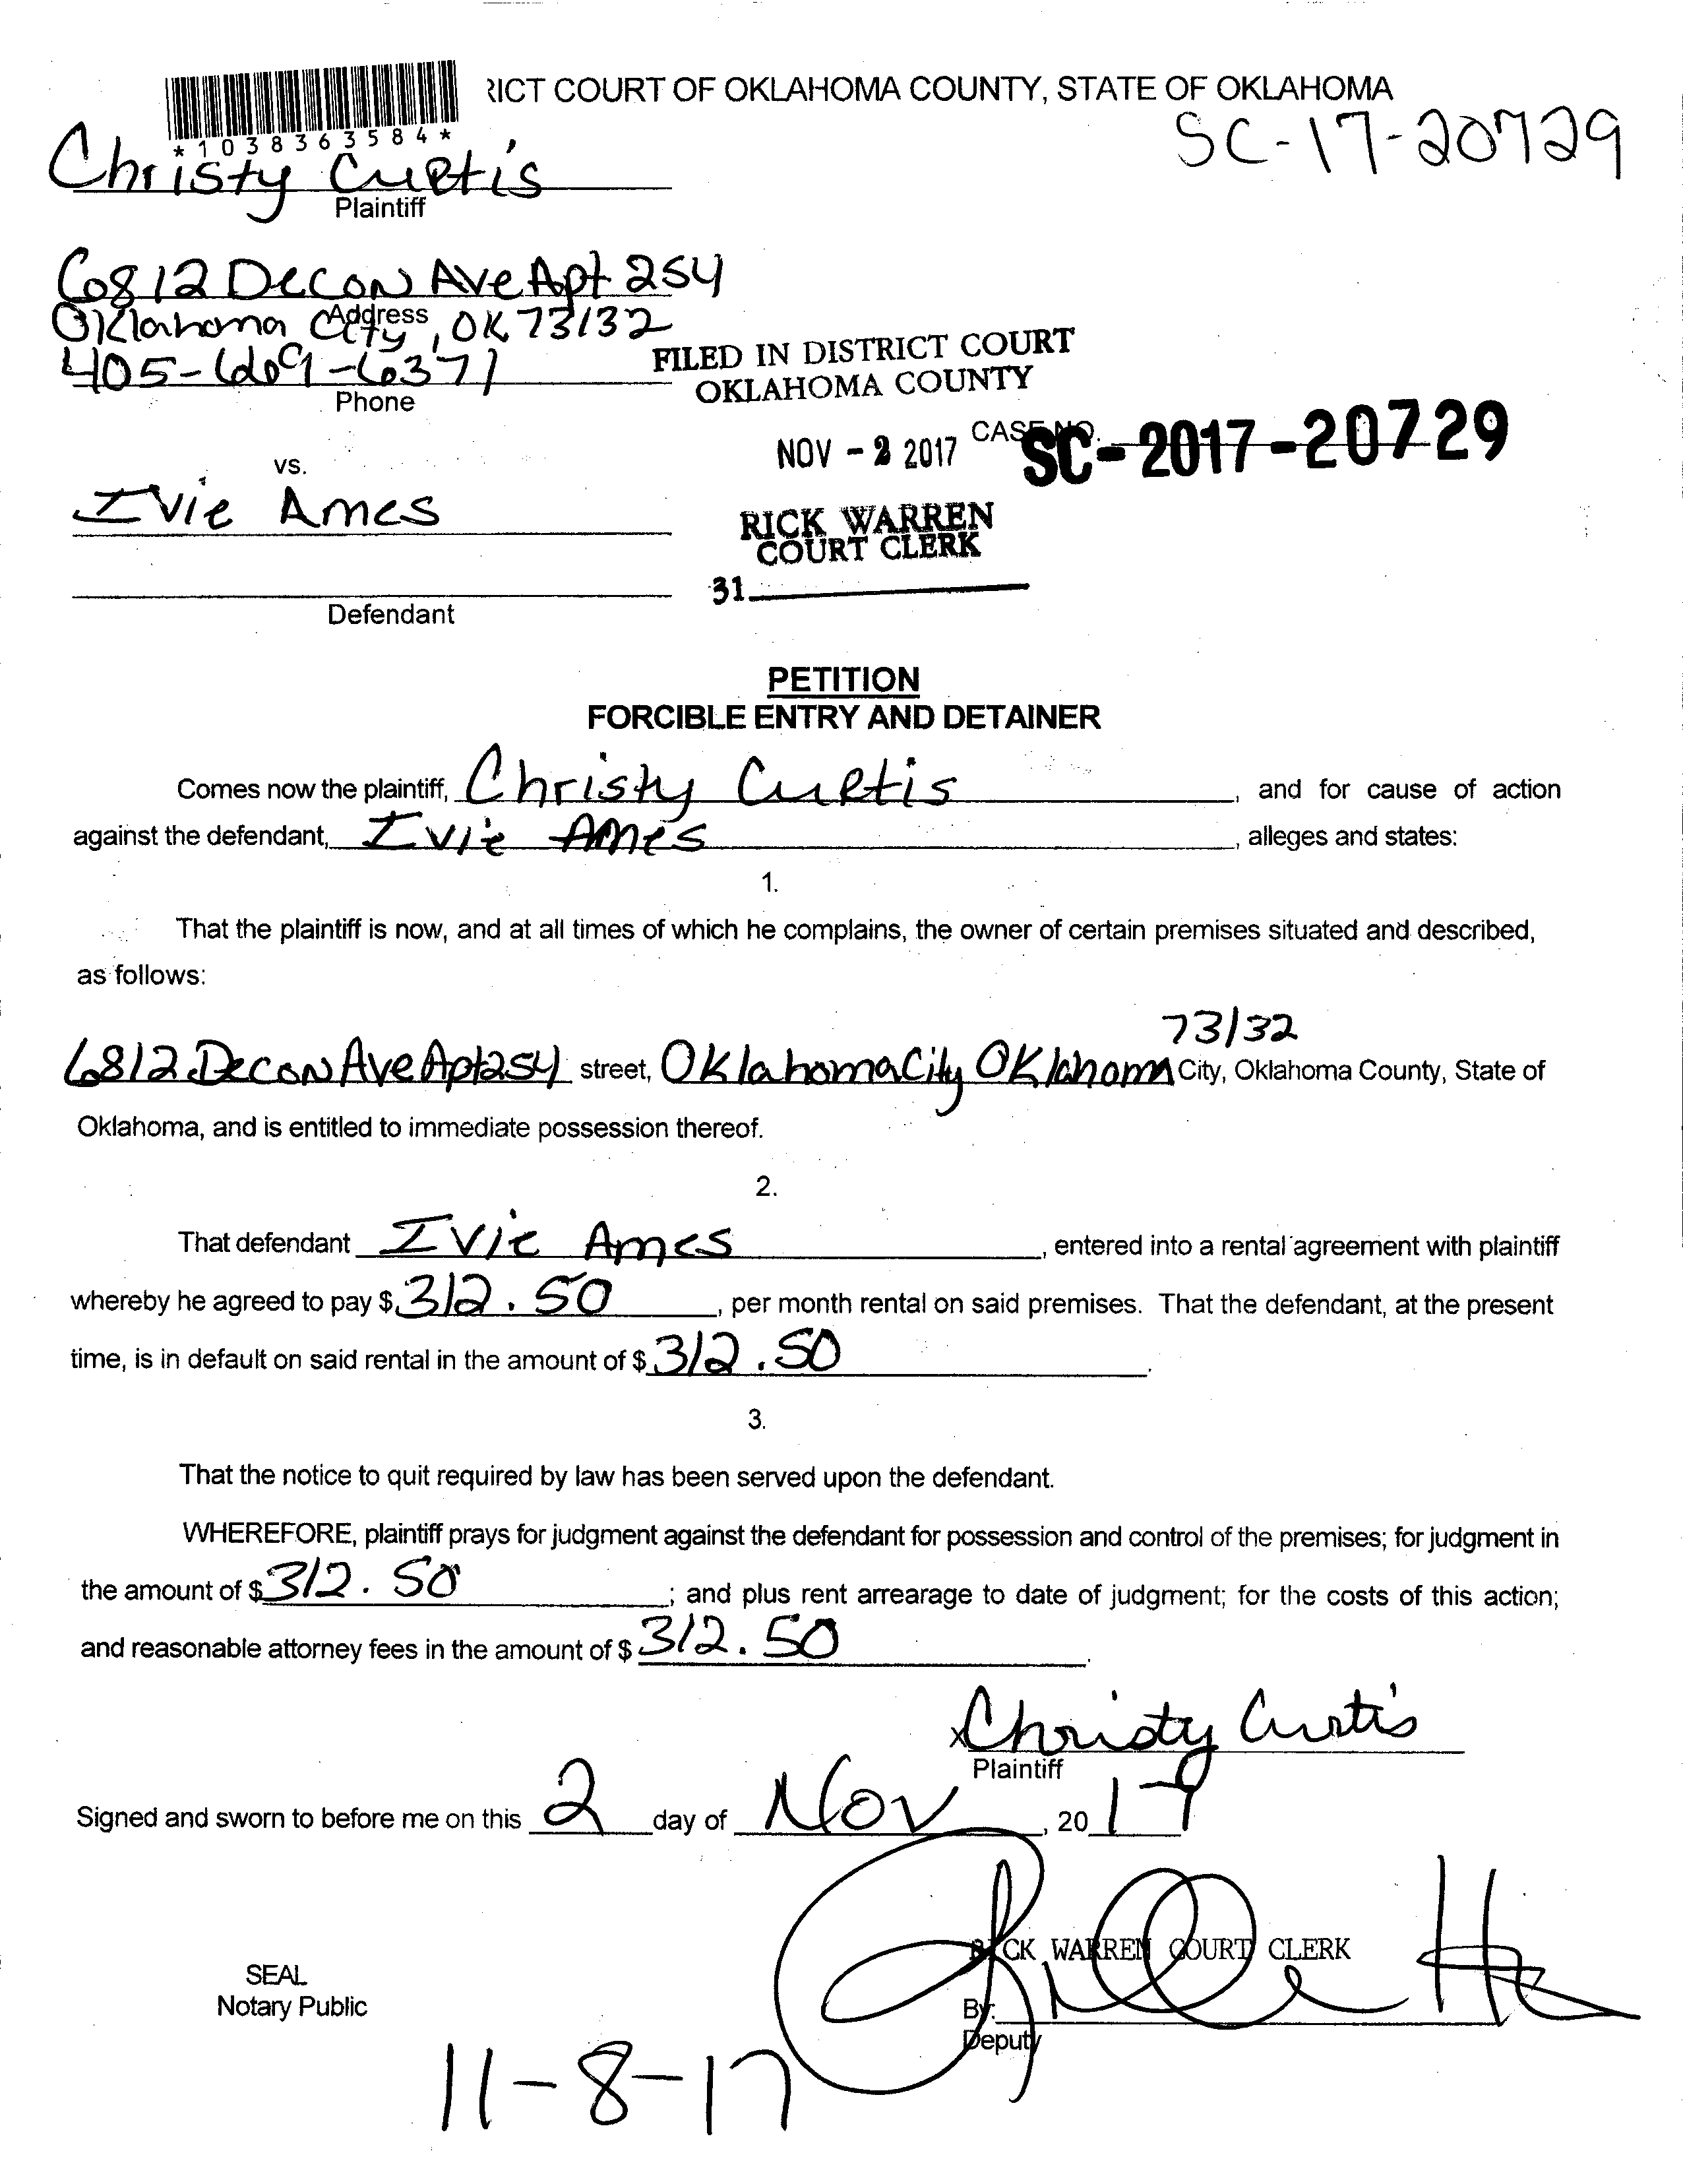 RICT COURT OF OKLAHOMA COUNTY, STATE OF OKLAHOMA
*1038363584*
SC-17-20729
Christy Curtis
Plaintiff
6812 Decon Ave Apt 254
Address
Oklahoma City, OK 73132
405-609-6371
Phone
FILED IN DISTRICT COURT
OKLAHOMA COUNTY
NOV - 2 2017
CASE NO.
SC-2017-20729
vs.
Ivie Ames
RICK WARREN
COURT CLERK
31
Defendant
PETITION
FORCIBLE ENTRY AND DETAINER
Comes now the plaintiff, Christy Curtis, and for cause of action
against the defendant, Ivie Ames, alleges and states:
1.
That the plaintiff is now, and at all times of which he complains, the owner of certain premises situated and described,
as follows:
73132
6812 Decon Ave Apt 254 street, Oklahoma City Oklahoma City, Oklahoma County, State of
Oklahoma, and is entitled to immediate possession thereof.
2.
That defendant Ivie Ames, entered into a rental agreement with plaintiff
whereby he agreed to pay $ 312.50, per month rental on said premises. That the defendant, at the present
time, is in default on said rental in the amount of $ 312.50.
3.
That the notice to quit required by law has been served upon the defendant.
WHEREFORE, plaintiff prays for judgment against the defendant for possession and control of the premises; for judgment in
the amount of $ 312.50; and plus rent arrearage to date of judgment; for the costs of this action;
and reasonable attorney fees in the amount of $ 312.50.
x Christy Curtis
Plaintiff
Signed and sworn to before me on this 2 day of Nov, 2017
RICK WARREN COURT CLERK
SEAL
Notary Public
By:
Deputy
11-8-17